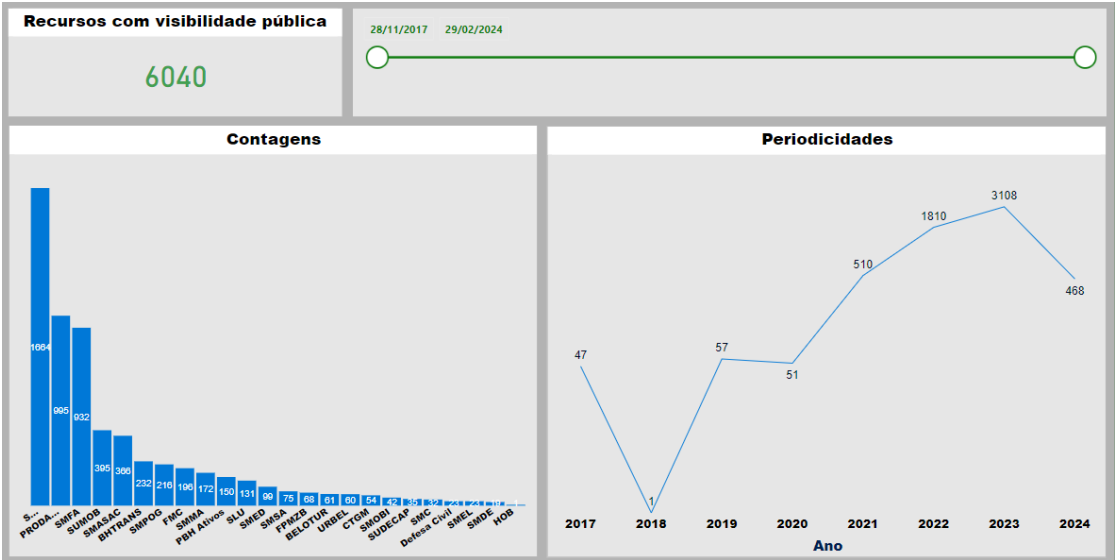 Recursos com visibilidade pública
6040
28/11/2017 29/02/2024
Contagens
1664
995
932
395
366
232
216
196
172
150
131
99
75
68
61
60
54
42
35
32
23
23
1
S...
PRODA...
SMFA
SUMOB
SMASAC
BHTRANS
SMPOG
FMC
SMMA
PBH Ativos
SLU
SMED
SMSA
FPMZB
BELOTUR
URBEL
CTGM
SMOBI
SUDECAP
SMC
Defesa Civil
SMEL
SMDE
HOB
Periodicidades
47
1
57
51
510
1810
3108
468
2017 2018 2019 2020 2021 2022 2023 2024
Ano